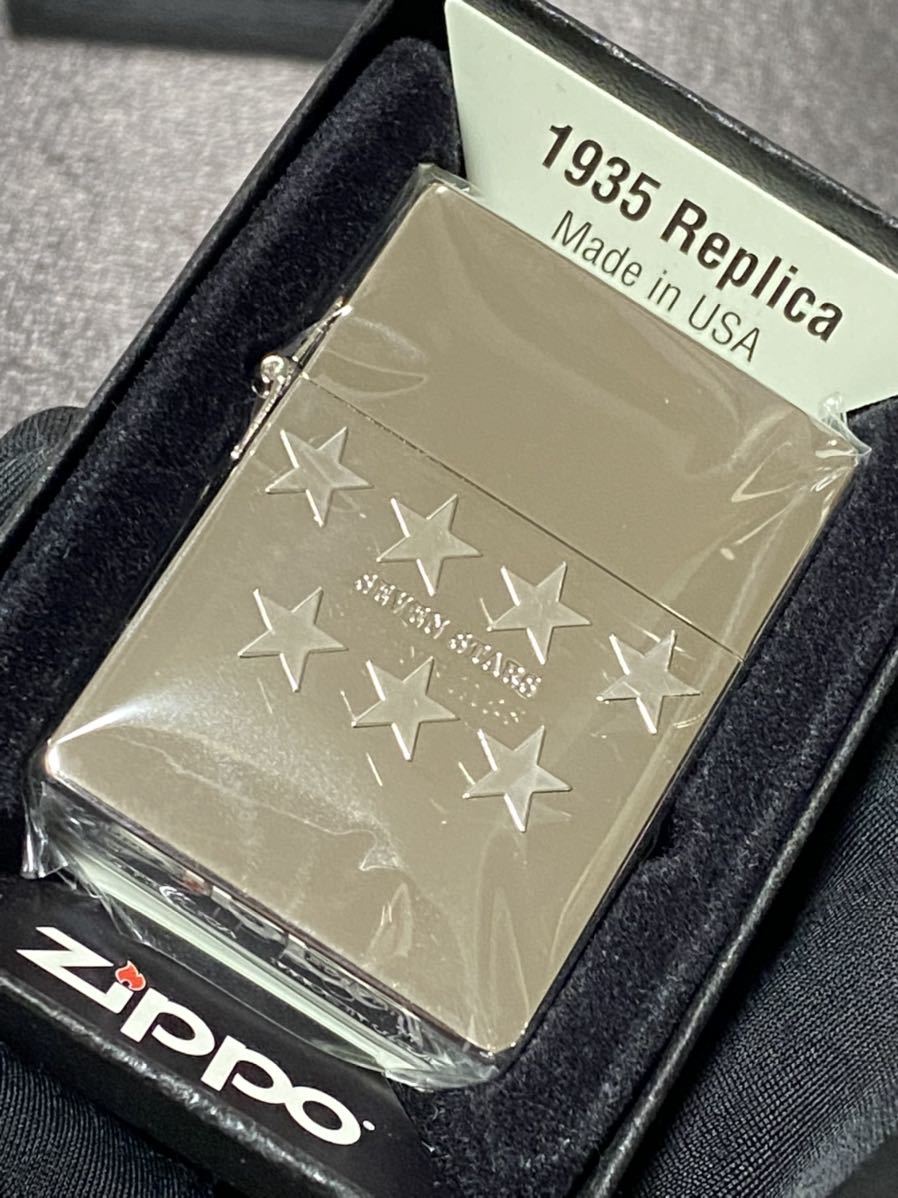 1935 Replica
Made in USA
SEVEN STARS
zippo